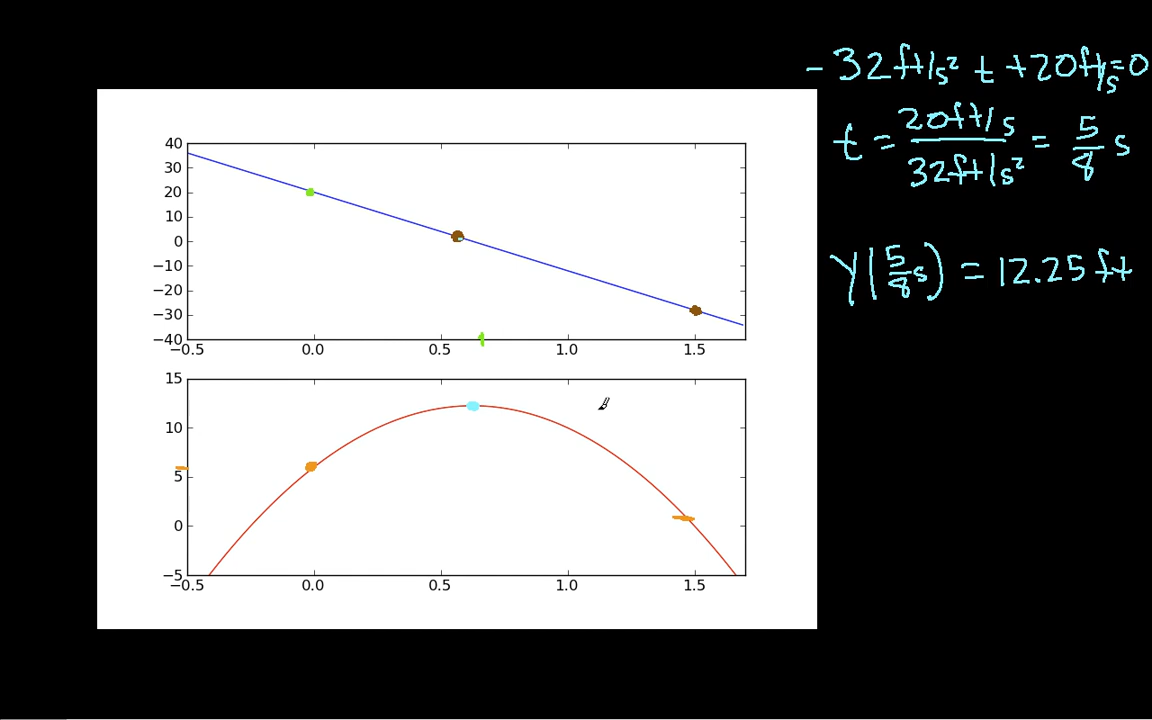 -32ft/s² t +20ft/s=0
t = 20ft/s / 32ft/s² = 5/8 s
y(5/8 s) = 12.25 ft
40
30
20
10
0
−10
−20
−30
−40
−0.5 0.0 0.5 1.0 1.5
15
10
5
0
−5
−0.5 0.0 0.5 1.0 1.5